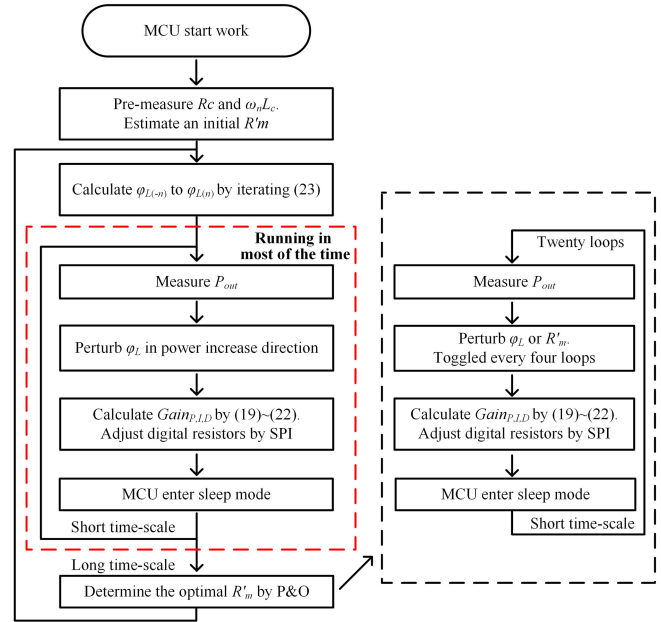 MCU start work
Pre-measure Rc and ωₙL꜀.
Estimate an initial R'm
Calculate φL(-n) to φL(n) by iterating (23)
Running in
most of the time
Measure Pout
Perturb φL in power increase direction
Calculate GainP,I,D by (19)~(22).
Adjust digital resistors by SPI
MCU enter sleep mode
Short time-scale
Long time-scale
Determine the optimal R'm by P&O
Twenty loops
Measure Pout
Perturb φL or R'm.
Toggled every four loops
Calculate GainP,I,D by (19)~(22).
Adjust digital resistors by SPI
MCU enter sleep mode
Short time-scale